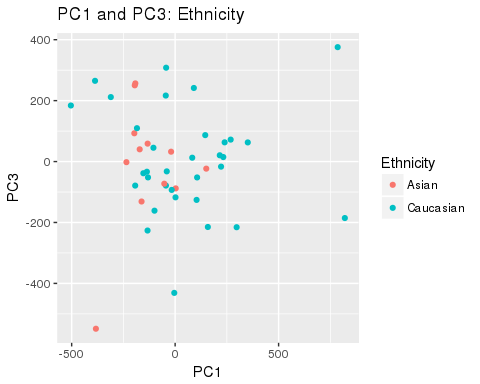 PC1 and PC3: Ethnicity
400
200
0
-200
-400
PC3
-500
0
500
PC1
Ethnicity
Asian
Caucasian